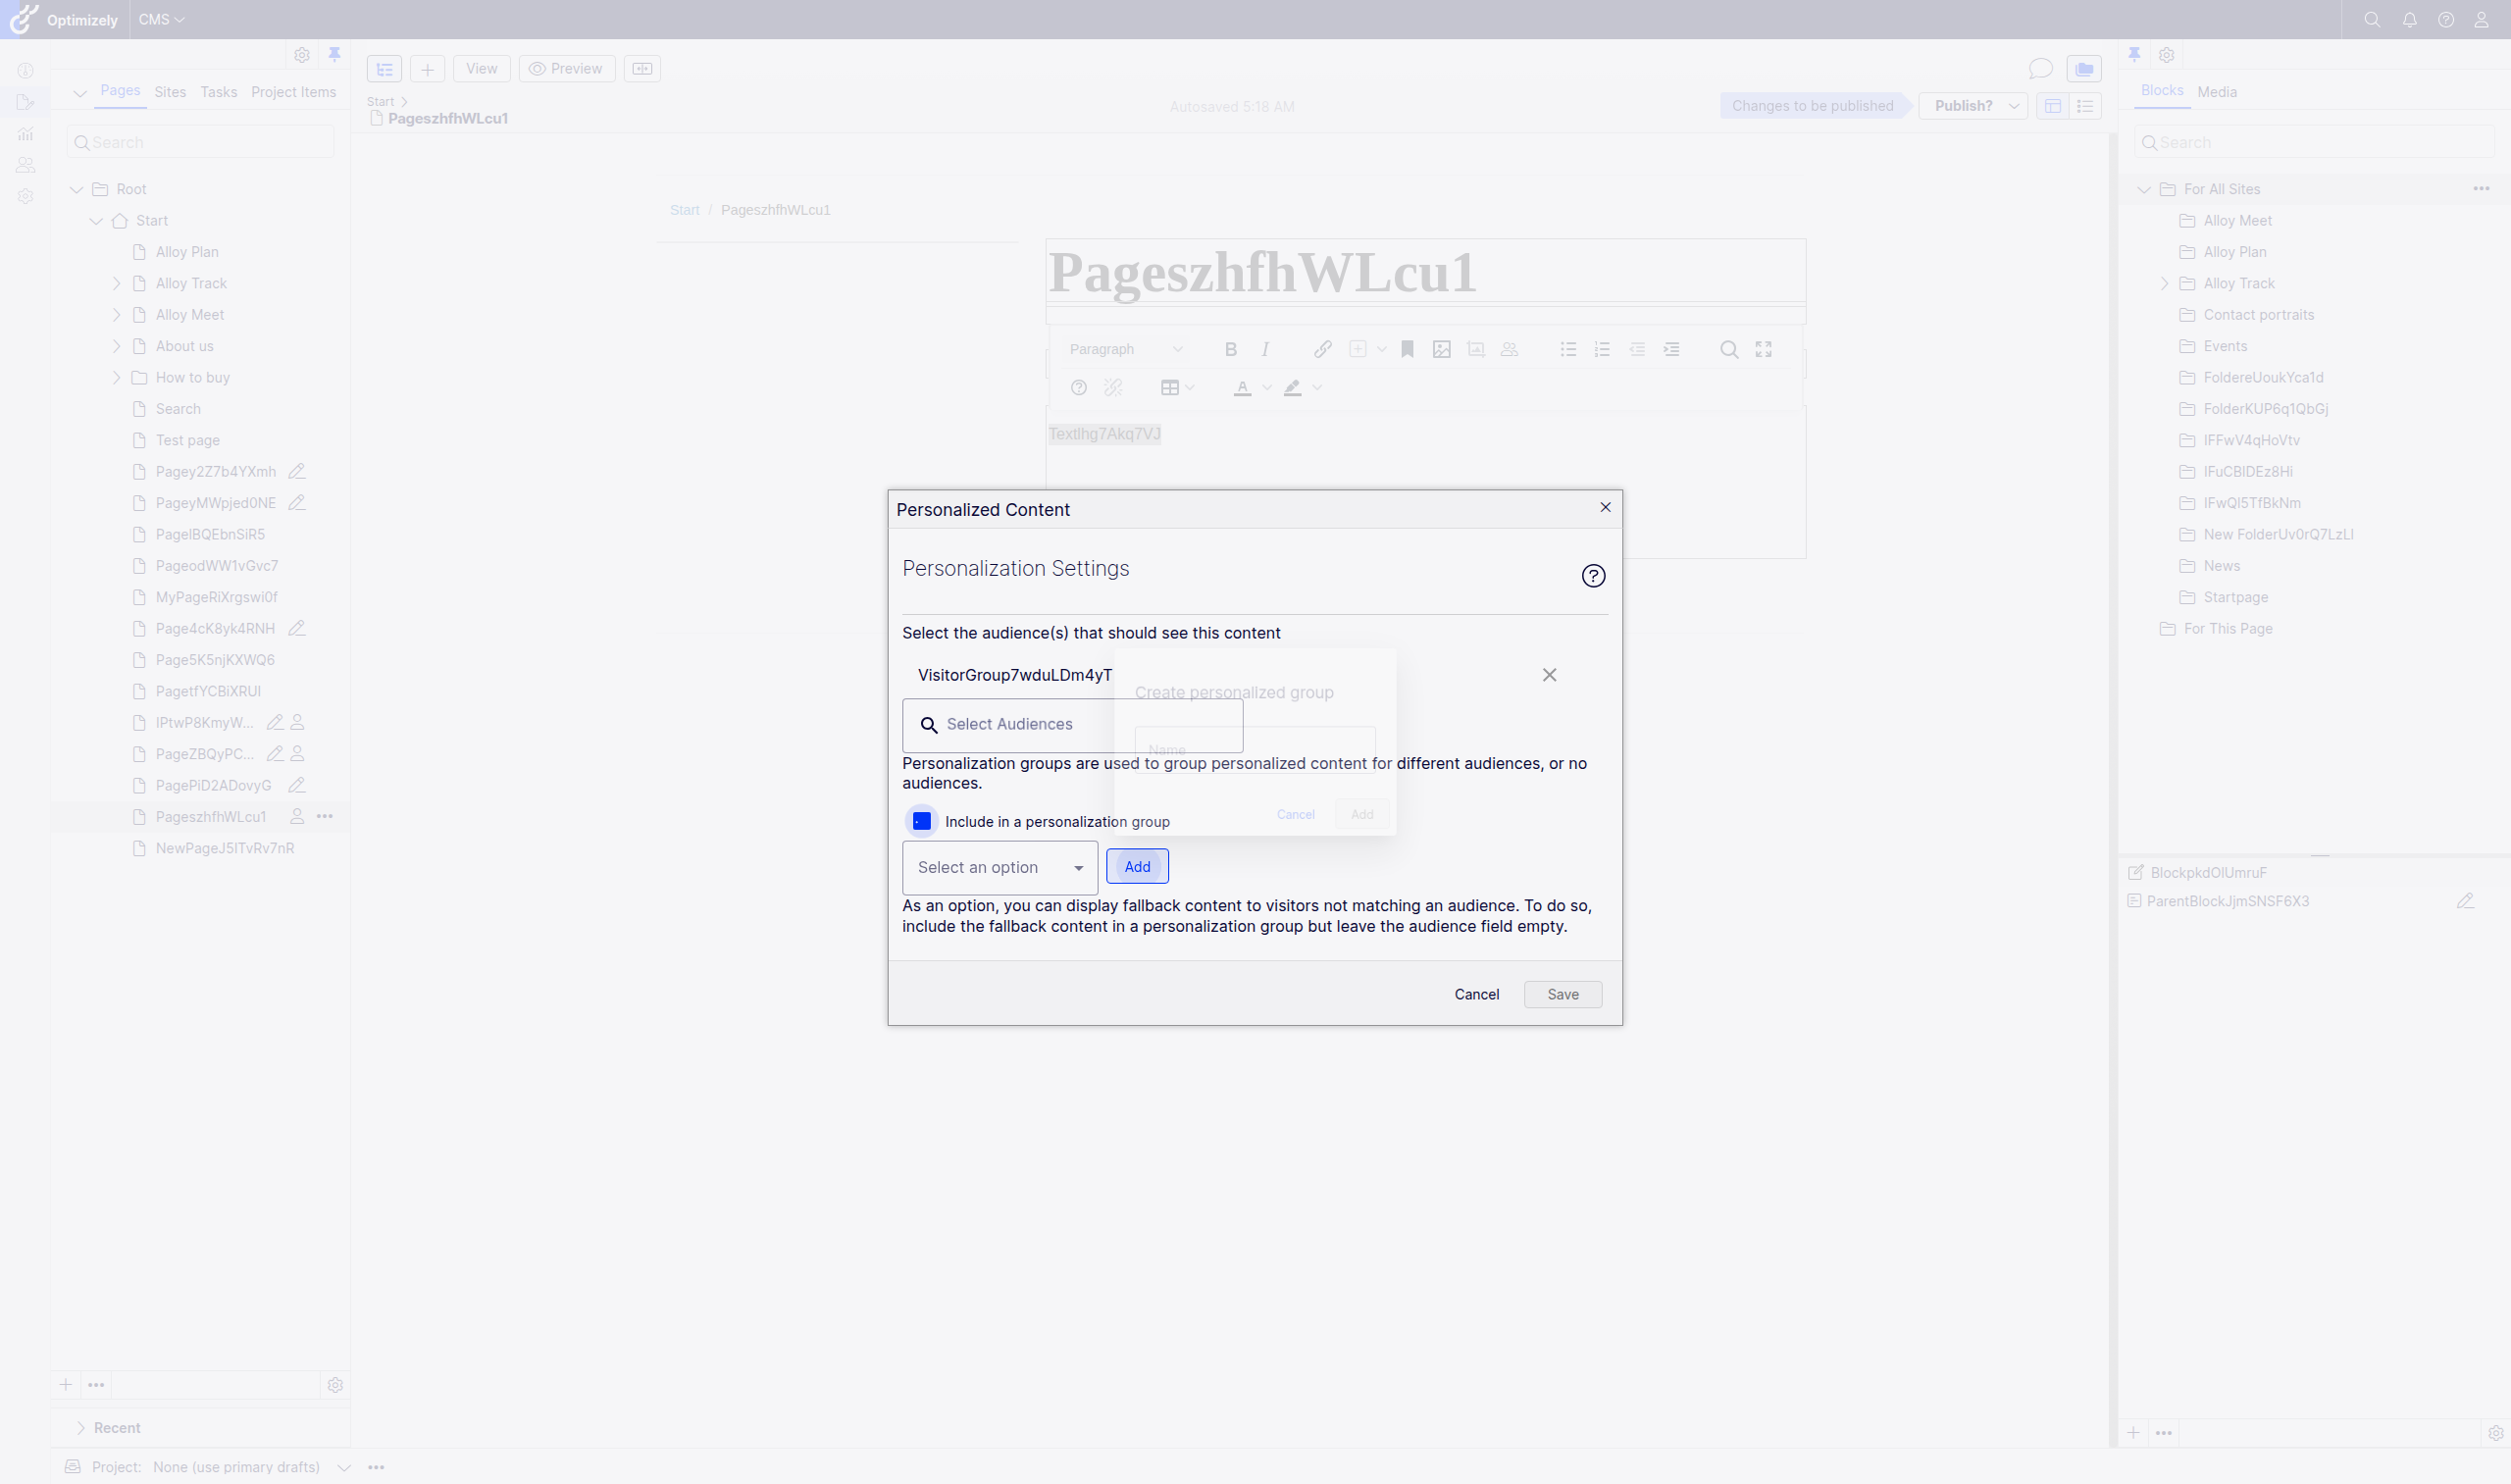 Optimizely
CMS
Pages
Sites
Tasks
Project Items
Search
Root
Start
Alloy Plan
Alloy Track
Alloy Meet
About us
How to buy
Search
Test page
Pagey2Z7b4YXmh
PageyMWpjed0NE
PageIBQEbnSiR5
PageodWW1vGvc7
MyPageRiXrgswi0f
Page4cK8yk4RNH
Page5K5njKXWQ6
PagetfYCBiXRUI
IPtwP8KmyW...
PageZBQyPC...
PagePiD2ADovyG
PageszhfhWLcu1
NewPageJ5ITvRv7nR
Recent
Project: None (use primary drafts)
View
Preview
Start
PageszhfhWLcu1
Autosaved 5:18 AM
Changes to be published
Publish?
Start / PageszhfhWLcu1
PageszhfhWLcu1
Paragraph
B I
A
TextIhg7Akq7VJ
Personalized Content
Personalization Settings
Select the audience(s) that should see this content
VisitorGroup7wduLDm4yT
Select Audiences
Personalization groups are used to group personalized content for different audiences, or no
audiences.
Include in a personalization group
Select an option
Add
As an option, you can display fallback content to visitors not matching an audience. To do so,
include the fallback content in a personalization group but leave the audience field empty.
Cancel
Save
Create personalized group
Name
Cancel
Add
Blocks
Media
Search
For All Sites
Alloy Meet
Alloy Plan
Alloy Track
Contact portraits
Events
FoldereUoukYca1d
FolderKUP6q1QbGj
IFFwV4qHoVtv
IFuCBIDEz8Hi
IFwQI5TfBkNm
New FolderUv0rQ7LzLI
News
Startpage
For This Page
BlockpkdOlUmruF
ParentBlockJjmSNSF6X3